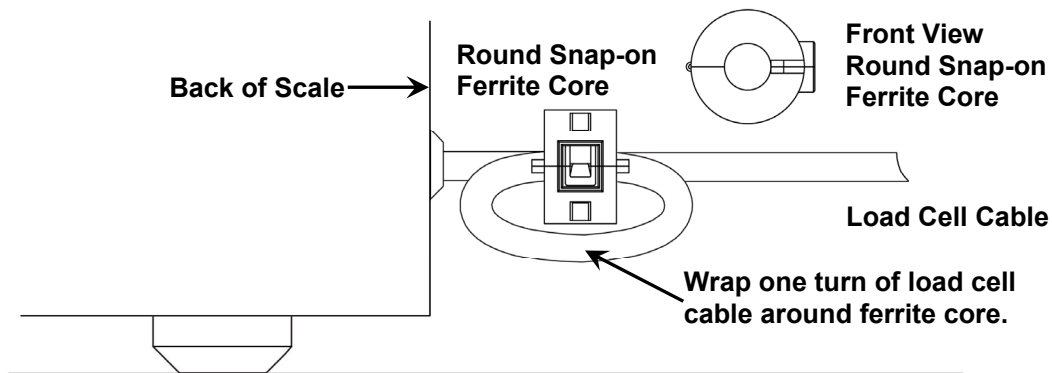 Back of Scale
Round Snap-on
Ferrite Core
Front View
Round Snap-on
Ferrite Core
Load Cell Cable
Wrap one turn of load cell
cable around ferrite core.